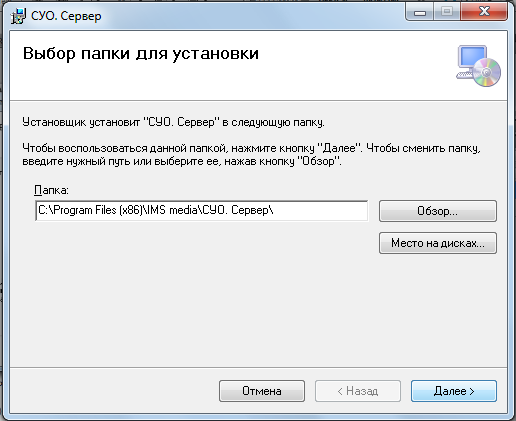 СУО. Сервер
Выбор папки для установки
Установщик установит "СУО. Сервер" в следующую папку.
Чтобы воспользоваться данной папкой, нажмите кнопку "Далее". Чтобы сменить папку,
введите нужный путь или выберите ее, нажав кнопку "Обзор".
Папка:
C:\Program Files (x86)\IMS media\СУО. Сервер\
Обзор...
Место на дисках...
Отмена
< Назад
Далее >